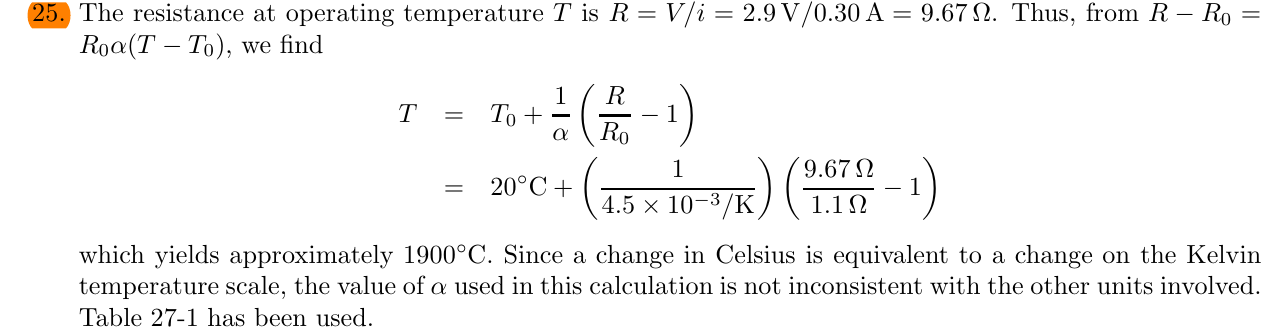 25. The resistance at operating temperature T is R = V/i = 2.9 V/0.30 A = 9.67 Ω. Thus, from R − R₀ =
R₀α(T − T₀), we find
T = T₀ + 1/α (R/R₀ − 1)
= 20°C + (1/(4.5 × 10⁻³/K)) (9.67 Ω/1.1 Ω − 1)
which yields approximately 1900°C. Since a change in Celsius is equivalent to a change on the Kelvin
temperature scale, the value of α used in this calculation is not inconsistent with the other units involved.
Table 27-1 has been used.